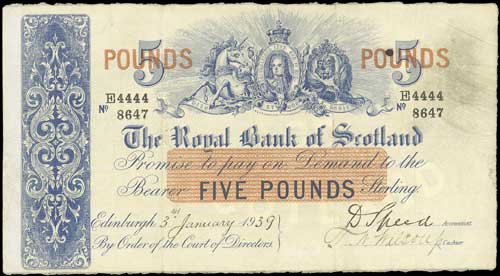 5 POUNDS POUNDS 5
E4444 E4444
No 8647 No 8647
The Royal Bank of Scotland
Promise to pay on Demand to the
Bearer FIVE POUNDS Sterling.
Edinburgh 3rd January 1939 D Speed Accountant
By Order of the Court of Directors. Cashier